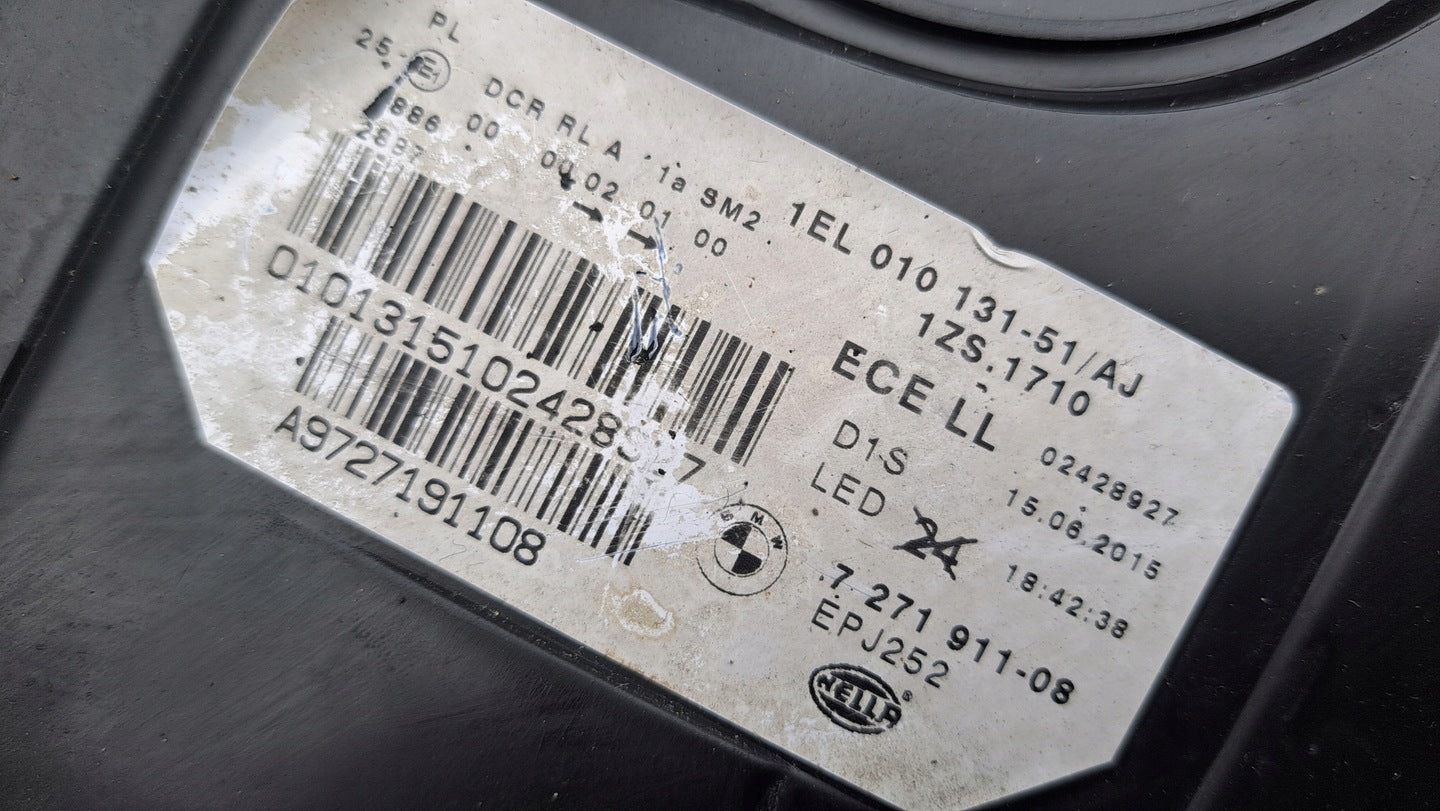 PL
25.
E1
DCR RL A 1a SM2
886 00 00 02 01 00
2887
1EL 010 131-51/AJ
1ZS.1710
ECE LL
02428927
D1S
15.06.2015
LED 24
18:42:38
A9727191108
BMW
7 271 911-08
EPJ252
HELLA